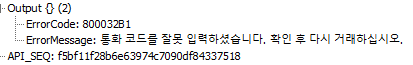 Output {} (2)
ErrorCode: 800032B1
ErrorMessage: 통화 코드를 잘못 입력하셨습니다. 확인 후 다시 거래하십시오.
API_SEQ: f5bf11f28b6e63974c7090df84337518